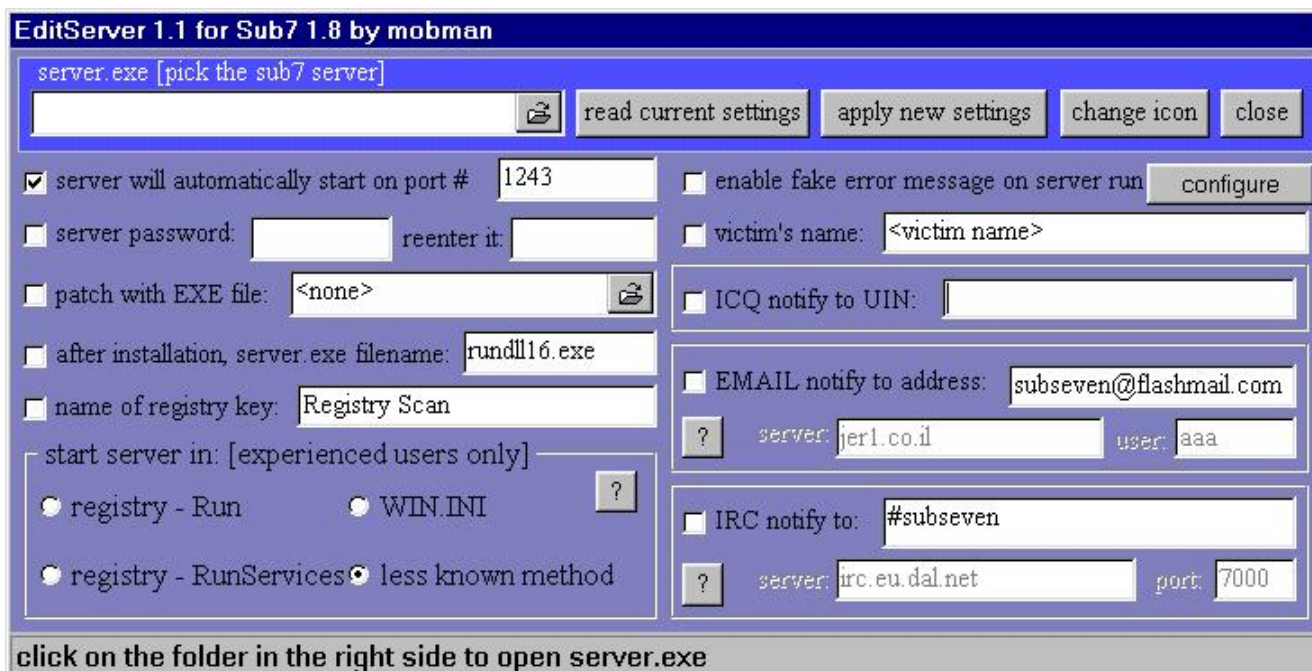 EditServer 1.1 for Sub7 1.8 by mobman
server.exe [pick the sub7 server]
read current settings
apply new settings
change icon
close
server will automatically start on port # 1243
server password:
reenter it:
patch with EXE file: <none>
after installation, server.exe filename: rundll16.exe
name of registry key: Registry Scan
start server in: [experienced users only]
?
registry - Run
WIN.INI
registry - RunServices
less known method
enable fake error message on server run
configure
victim's name: <victim name>
ICQ notify to UIN:
EMAIL notify to address: subseven@flashmail.com
?
server: jer1.co.il
user: aaa
IRC notify to: #subseven
?
server: irc.eu.dal.net
port: 7000
click on the folder in the right side to open server.exe